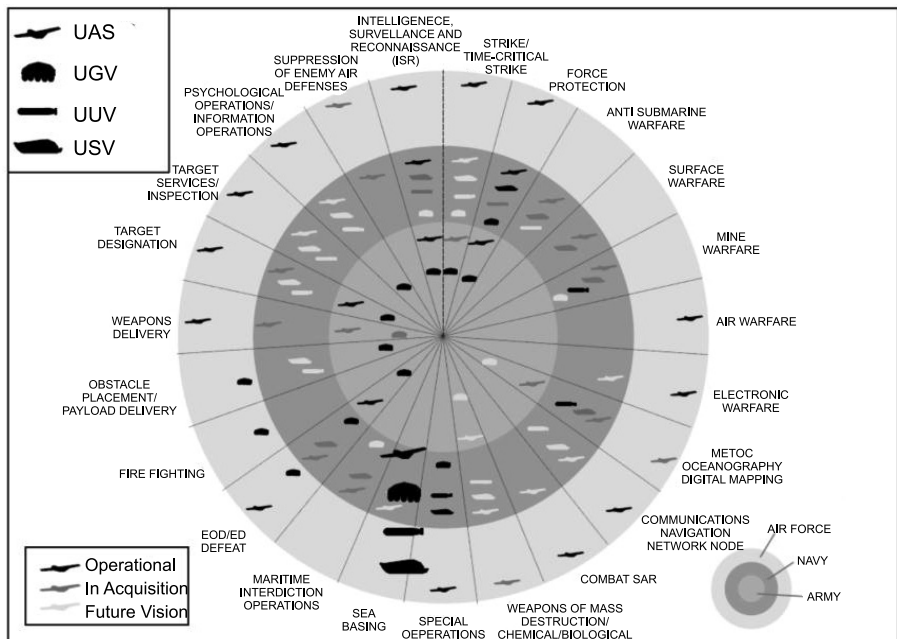 UAS
UGV
UUV
USV
INTELLIGENECE,
SURVELLANCE AND
RECONNAISSANCE
(ISR)
STRIKE/
TIME-CRITICAL
STRIKE
FORCE
PROTECTION
ANTI SUBMARINE
WARFARE
SURFACE
WARFARE
MINE
WARFARE
AIR WARFARE
ELECTRONIC
WARFARE
METOC
OCEANOGRAPHY
DIGITAL MAPPING
COMMUNICATIONS
NAVIGATION
NETWORK NODE
COMBAT SAR
WEAPONS OF MASS
DESTRUCTION/
CHEMICAL/BIOLOGICAL
SPECIAL
OEPERATIONS
SEA
BASING
MARITIME
INTERDICTION
OPERATIONS
EOD/ED
DEFEAT
FIRE FIGHTING
OBSTACLE
PLACEMENT/
PAYLOAD DELIVERY
WEAPONS
DELIVERY
TARGET
DESIGNATION
TARGET
SERVICES/
INSPECTION
PSYCHOLOGICAL
OPERATIONS/
INFORMATION
OPERATIONS
SUPPRESSION
OF ENEMY AIR
DEFENSES
Operational
In Acquisition
Future Vision
AIR FORCE
NAVY
ARMY